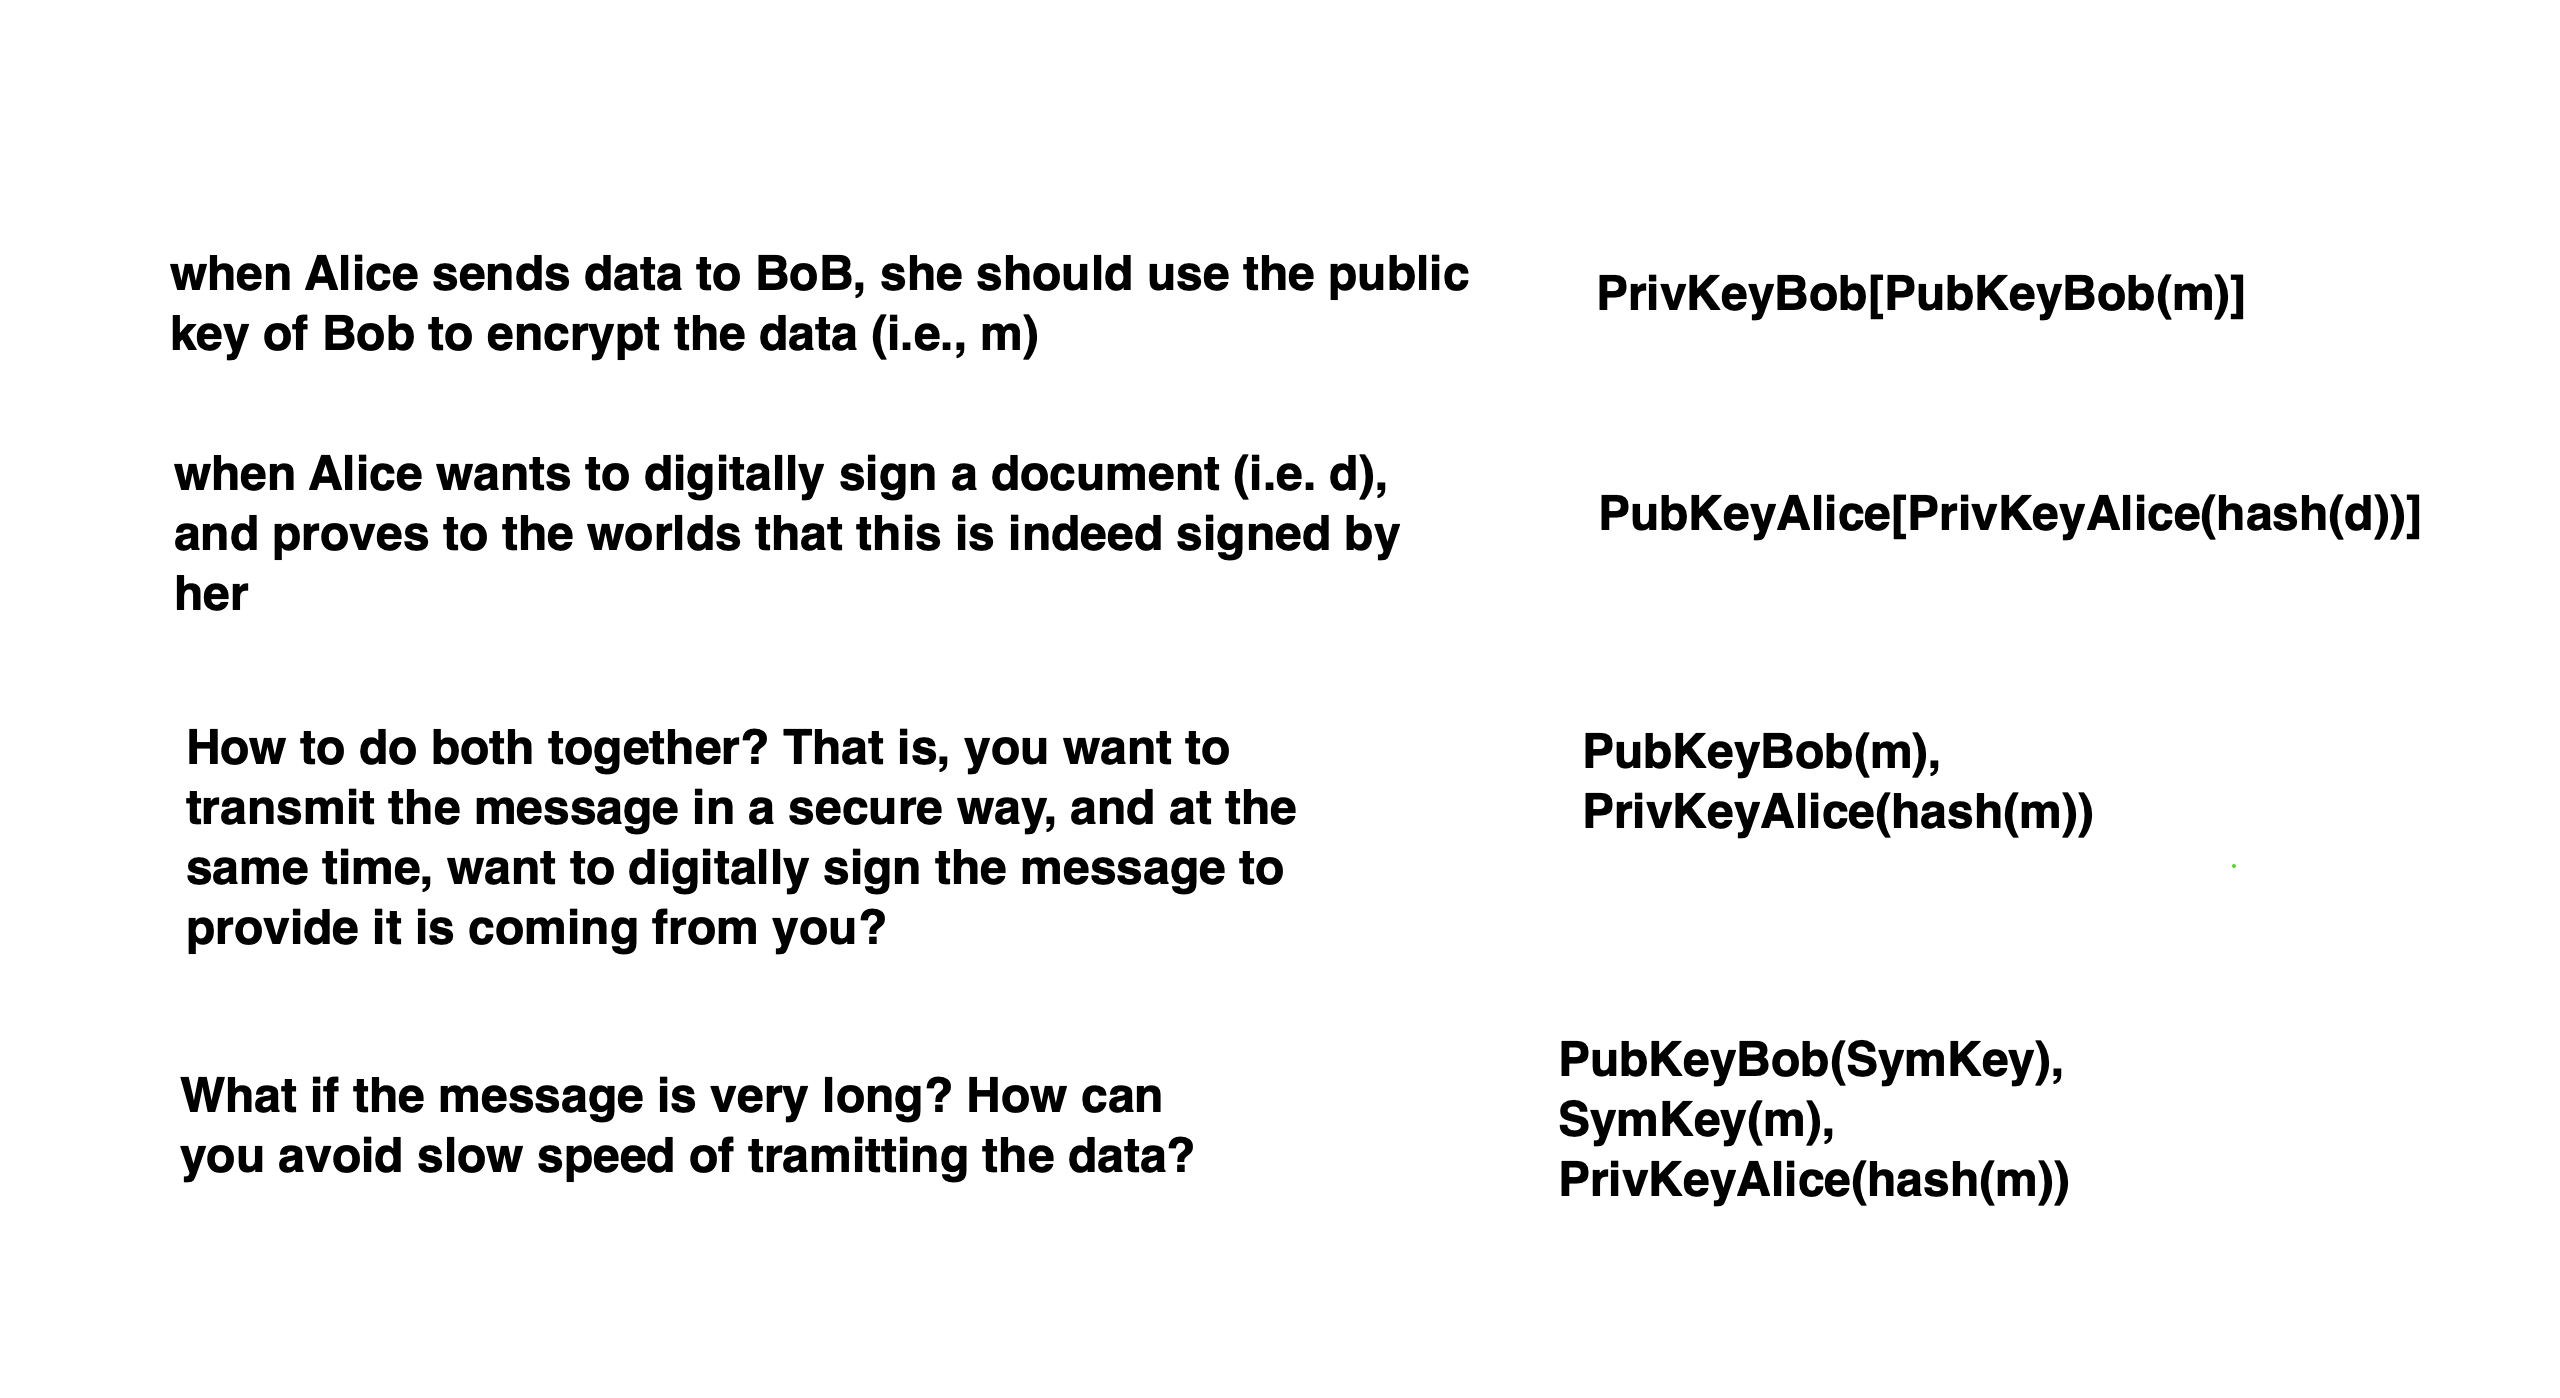 when Alice sends data to BoB, she should use the public
key of Bob to encrypt the data (i.e., m)
PrivKeyBob[PubKeyBob(m)]
when Alice wants to digitally sign a document (i.e. d),
and proves to the worlds that this is indeed signed by
her
PubKeyAlice[PrivKeyAlice(hash(d))]
How to do both together? That is, you want to
transmit the message in a secure way, and at the
same time, want to digitally sign the message to
provide it is coming from you?
PubKeyBob(m),
PrivKeyAlice(hash(m))
What if the message is very long? How can
you avoid slow speed of tramitting the data?
PubKeyBob(SymKey),
SymKey(m),
PrivKeyAlice(hash(m))